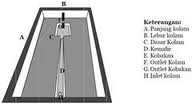 B
C
A
Keterangan:
A. Panjang kolam
B. Lebar kolam
C. Dasar Kolam
D. Kemalir
E. Kobakan
F. Outlet Kolam
G. Outlet Kobakan
H. Inlet kolam